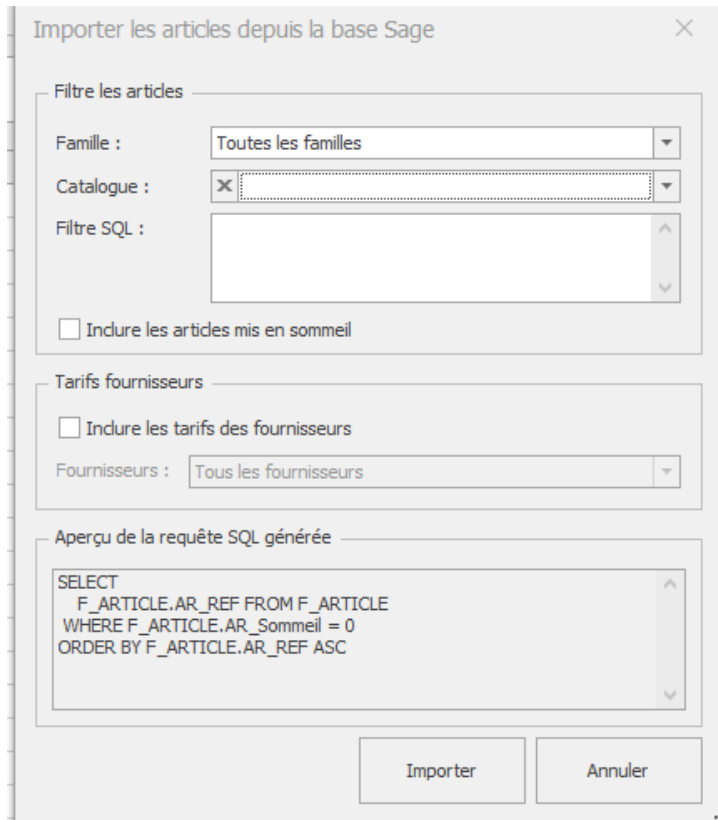 Importer les articles depuis la base Sage
Filtre les articles
Famille :
Toutes les familles
Catalogue :
Filtre SQL :
Inclure les articles mis en sommeil
Tarifs fournisseurs
Inclure les tarifs des fournisseurs
Fournisseurs :
Tous les fournisseurs
Aperçu de la requête SQL générée
SELECT
F_ARTICLE.AR_REF FROM F_ARTICLE
WHERE F_ARTICLE.AR_Sommeil = 0
ORDER BY F_ARTICLE.AR_REF ASC
Importer
Annuler